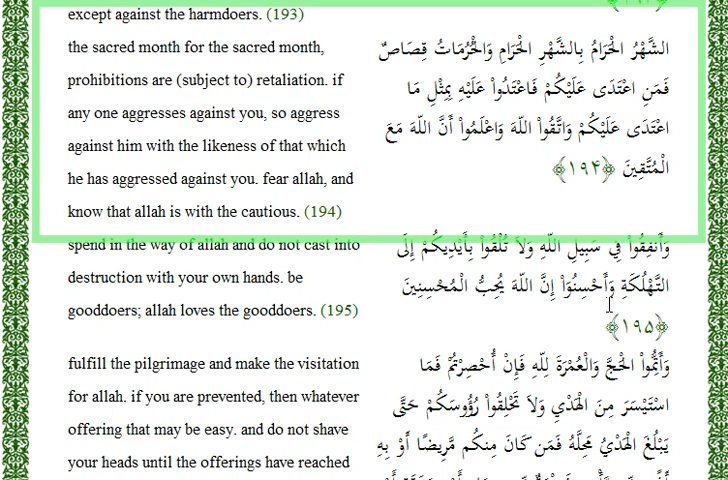 except against the harmdoers. (193)
the sacred month for the sacred month,
prohibitions are (subject to) retaliation. if
any one aggresses against you, so aggress
against him with the likeness of that which
he has aggressed against you. fear allah, and
know that allah is with the cautious. (194)
الشَّهْرُ الْحَرَامُ بِالشَّهْرِ الْحَرَامِ وَالْحُرُمَاتُ قِصَاصٌ
فَمَنِ اعْتَدَى عَلَيْكُمْ فَاعْتَدُواْ عَلَيْهِ بِمِثْلِ مَا
اعْتَدَى عَلَيْكُمْ وَاتَّقُواْ اللّهَ وَاعْلَمُواْ أَنَّ اللّهَ مَعَ
الْمُتَّقِينَ ﴿١٩٤﴾
spend in the way of allah and do not cast into
destruction with your own hands. be
gooddoers; allah loves the gooddoers. (195)
وَأَنفِقُواْ فِي سَبِيلِ اللّهِ وَلاَ تُلْقُواْ بِأَيْدِيكُمْ إِلَى
التَّهْلُكَةِ وَأَحْسِنُوَاْ إِنَّ اللّهَ يُحِبُّ الْمُحْسِنِينَ
﴿١٩٥﴾
fulfill the pilgrimage and make the visitation
for allah. if you are prevented, then whatever
offering that may be easy. and do not shave
your heads until the offerings have reached
وَأَتِمُّواْ الْحَجَّ وَالْعُمْرَةَ لِلّهِ فَإِنْ أُحْصِرْتُمْ فَمَا
اسْتَيْسَرَ مِنَ الْهَدْيِ وَلاَ تَحْلِقُواْ رُؤُوسَكُمْ حَتَّى
يَبْلُغَ الْهَدْيُ مَحِلَّهُ فَمَن كَانَ مِنكُم مَّرِيضًا أَوْ بِهِ